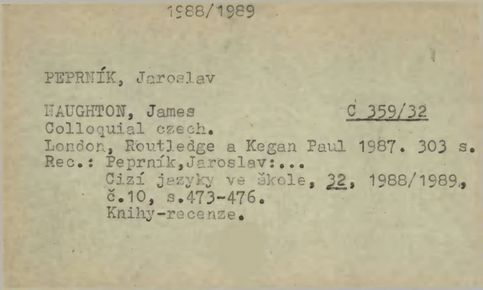 1988/1989
PEPRNÍK, Jaroslav
NAUGHTON, James C 359/32
Colloquial czech.
London, Routledge a Kegan Paul 1987. 303 s.
Rec.: Peprník,Jaroslav:...
Cizí jazyky ve škole, 32, 1988/1989,
č.10, s.473-476.
Knihy-recenze.